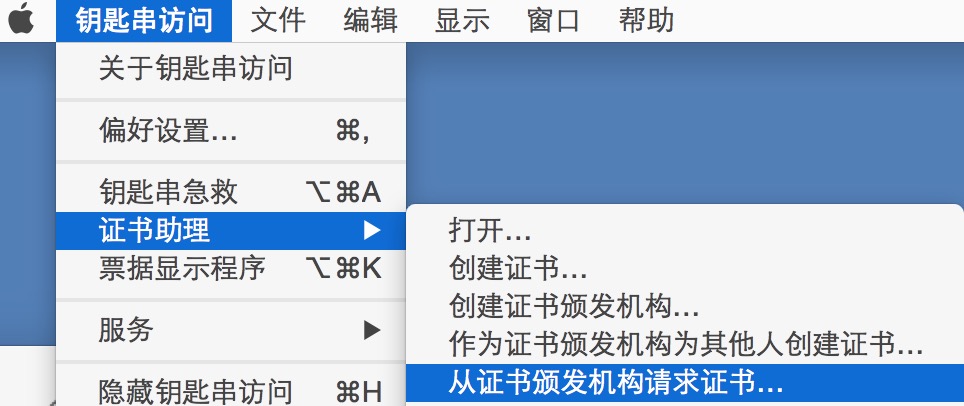 钥匙串访问 文件 编辑 显示 窗口 帮助
关于钥匙串访问
偏好设置... ⌘,
钥匙串急救 ⌥⌘A
证书助理 ▶
票据显示程序 ⌥⌘K
服务 ▶
隐藏钥匙串访问 ⌘H
打开...
创建证书...
创建证书颁发机构...
作为证书颁发机构为其他人创建证书...
从证书颁发机构请求证书...